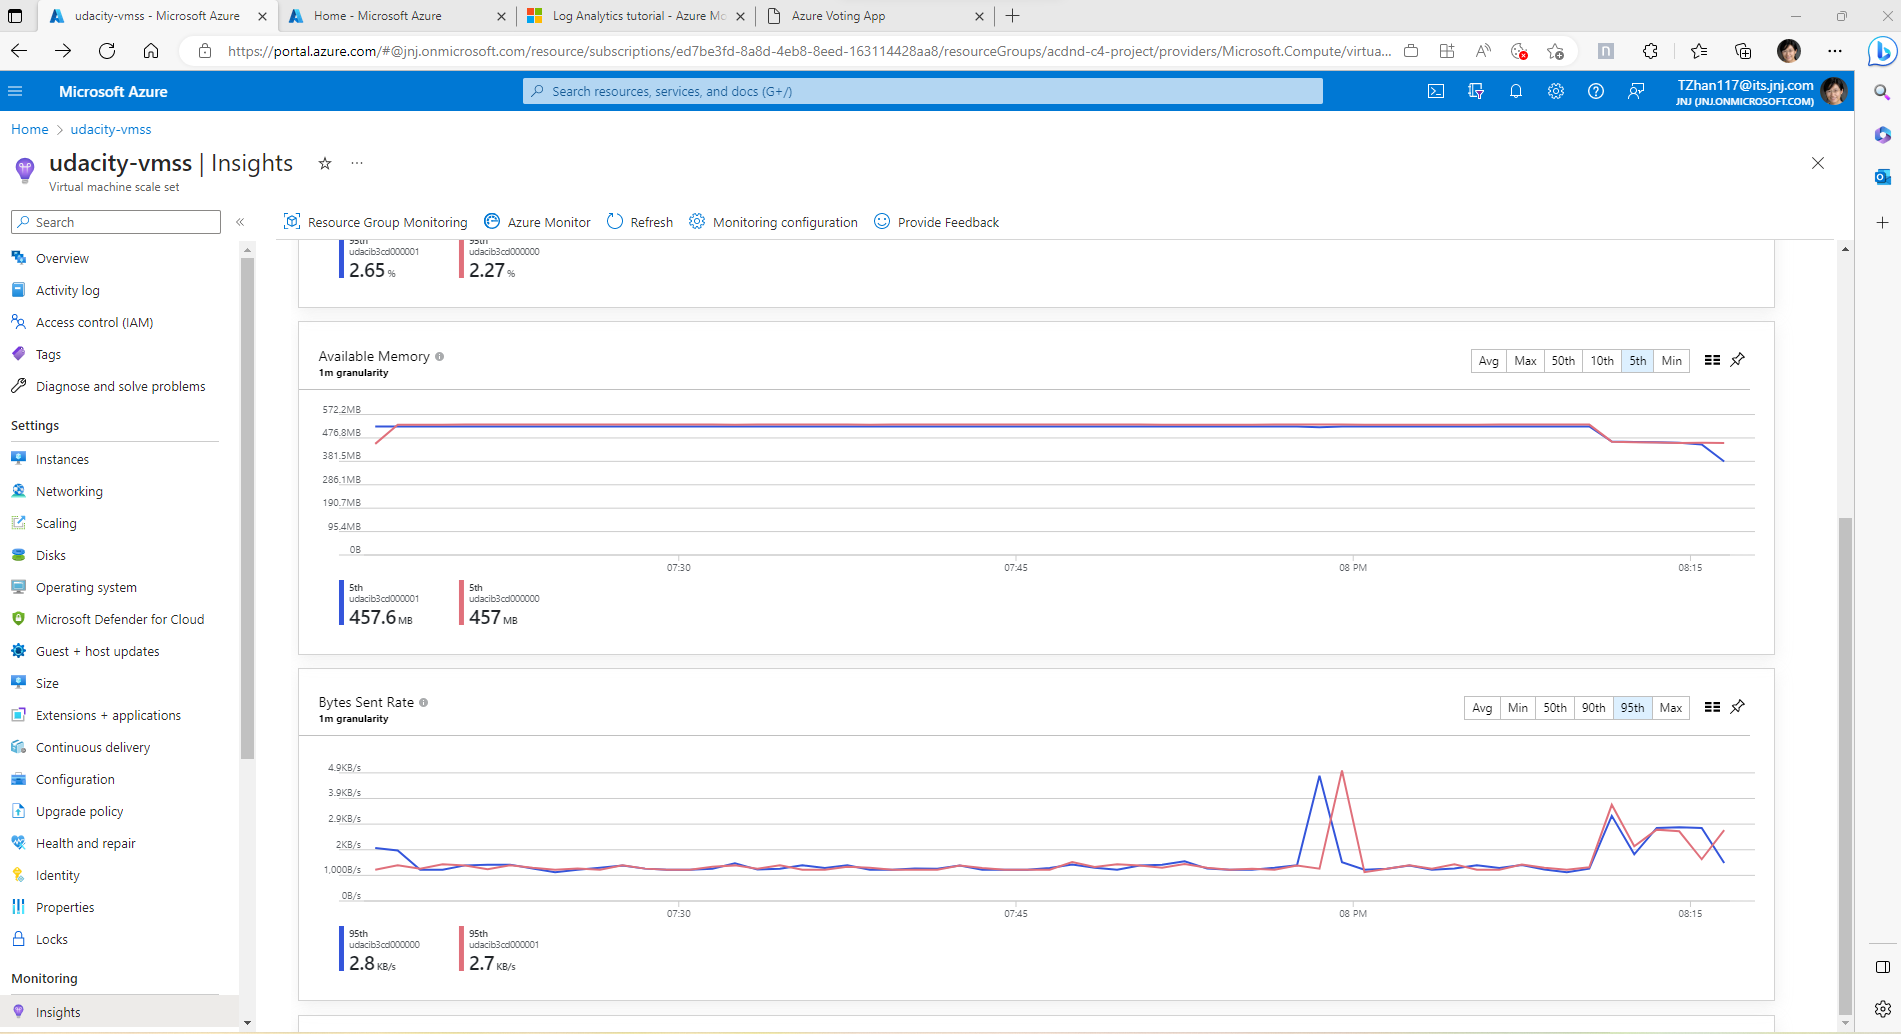 udacity-vmss - Microsoft Azure
Home - Microsoft Azure
Log Analytics tutorial - Azure Mo
Azure Voting App
https://portal.azure.com/#@jnj.onmicrosoft.com/resource/subscriptions/ed7be3fd-8a8d-4eb8-8eed-163114428aa8/resourceGroups/acdnd-c4-project/providers/Microsoft.Compute/virtua...
Microsoft Azure
Search resources, services, and docs (G+/)
TZhan117@its.jnj.com
JNJ (JNJ.ONMICROSOFT.COM)
Home > udacity-vmss
udacity-vmss | Insights
Virtual machine scale set
Search
Resource Group Monitoring
Azure Monitor
Refresh
Monitoring configuration
Provide Feedback
Overview
Activity log
Access control (IAM)
Tags
Diagnose and solve problems
Settings
Instances
Networking
Scaling
Disks
Operating system
Microsoft Defender for Cloud
Guest + host updates
Size
Extensions + applications
Continuous delivery
Configuration
Upgrade policy
Health and repair
Identity
Properties
Locks
Monitoring
Insights
95th
udacib3cd000001
2.65 %
95th
udacib3cd000000
2.27 %
Available Memory
1m granularity
Avg Max 50th 10th 5th Min
572.2MB
476.8MB
381.5MB
286.1MB
190.7MB
95.4MB
0B
07:30 07:45 08 PM 08:15
5th
udacib3cd000001
457.6 MB
5th
udacib3cd000000
457 MB
Bytes Sent Rate
1m granularity
Avg Min 50th 90th 95th Max
4.9KB/s
3.9KB/s
2.9KB/s
2KB/s
1,000B/s
0B/s
07:30 07:45 08 PM 08:15
95th
udacib3cd000000
2.8 KB/s
95th
udacib3cd000001
2.7 KB/s